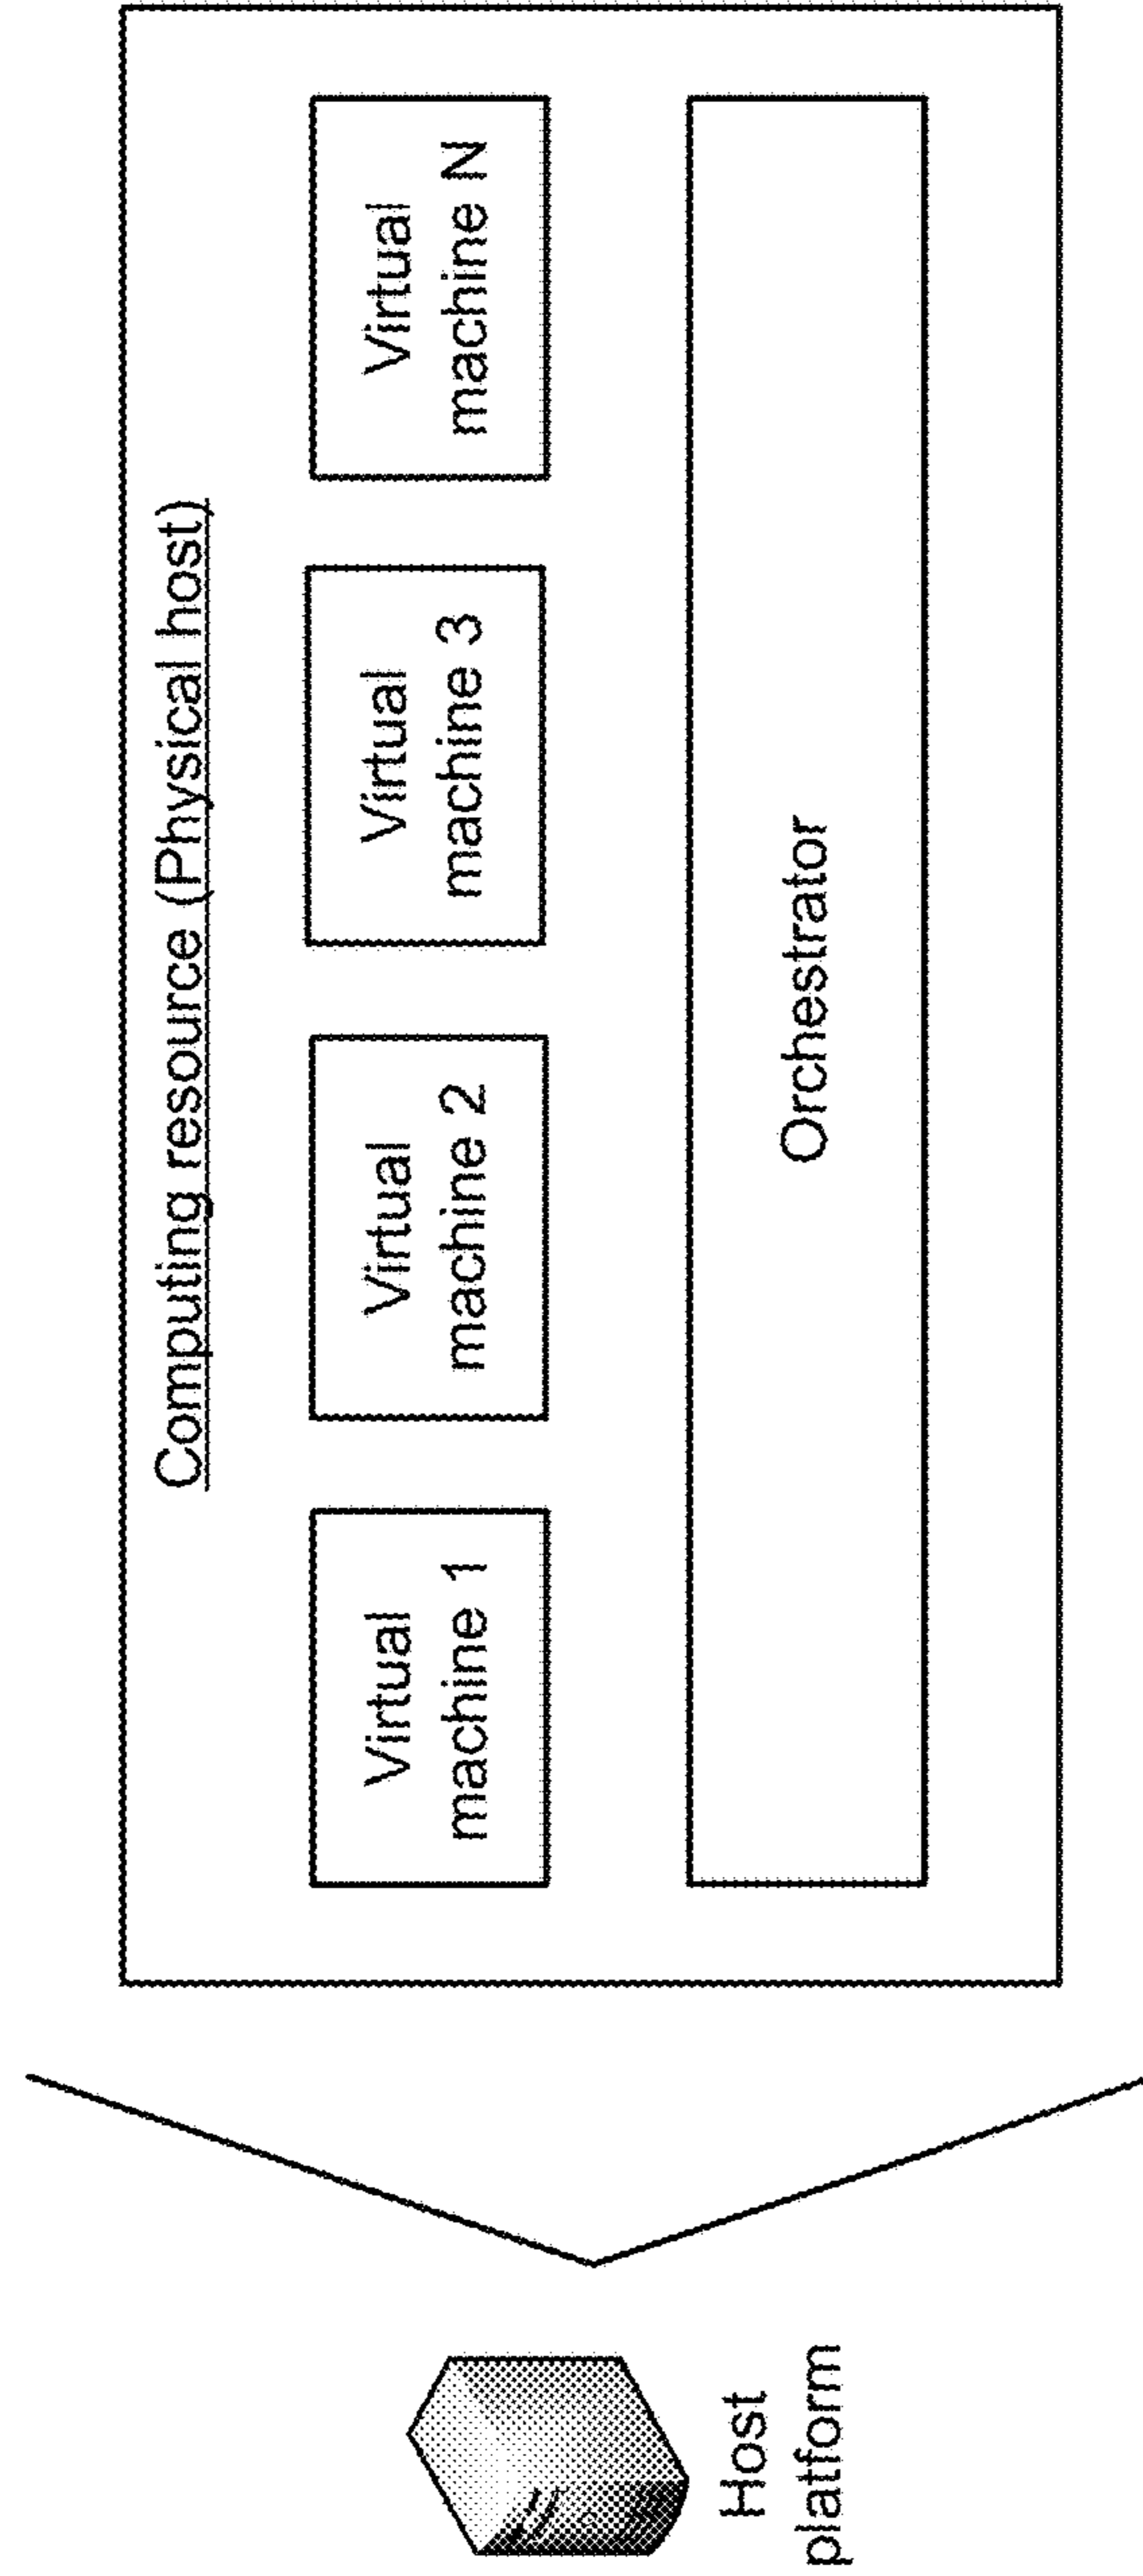 Computing resource (Physical host)
Virtual
machine 1
Virtual
machine 2
Virtual
machine 3
Virtual
machine N
Orchestrator
Host
platform